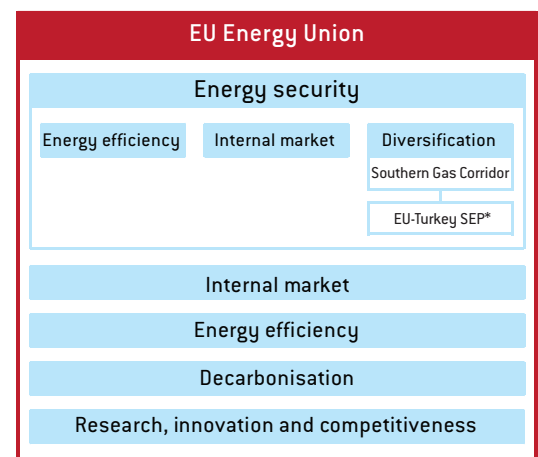 EU Energy Union
Energy security
Energy efficiency
Internal market
Diversification
Southern Gas Corridor
EU-Turkey SEP*
Internal market
Energy efficiency
Decarbonisation
Research, innovation and competitiveness